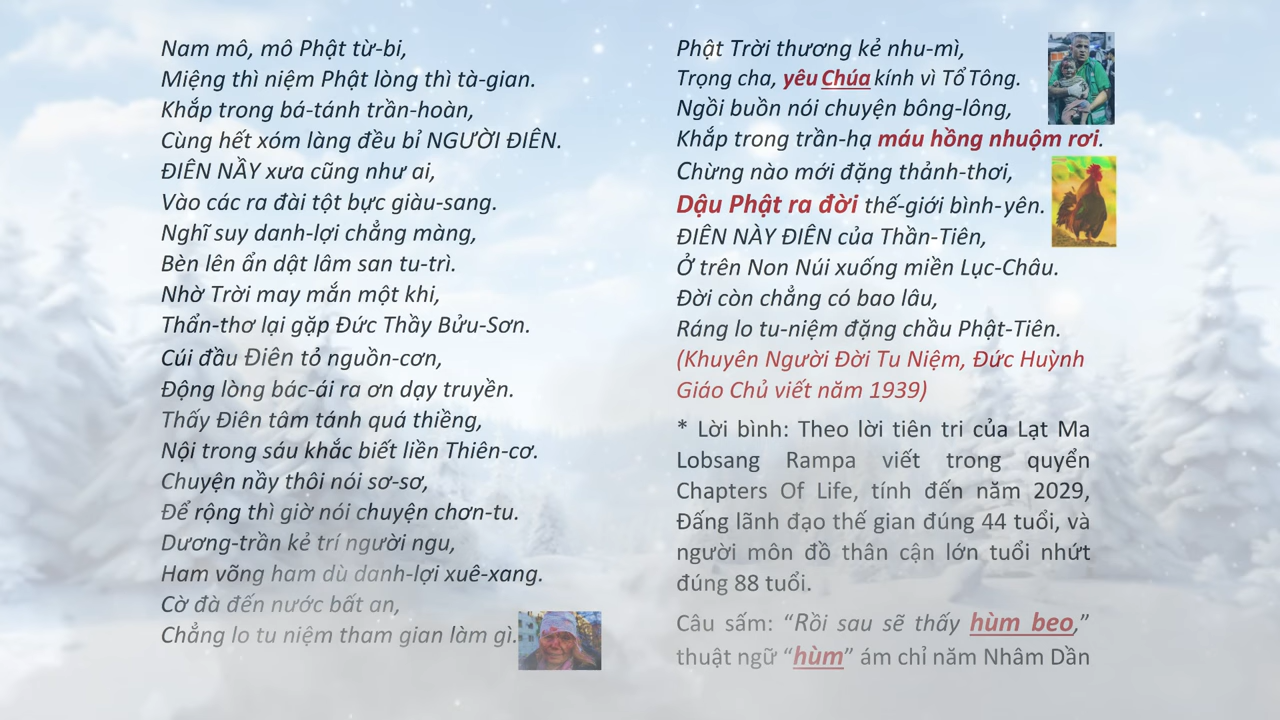 Nam mô, mô Phật từ-bi,
Miệng thì niệm Phật lòng thì tà-gian.
Khắp trong bá-tánh trần-hoàn,
Cùng hết xóm làng đều bỉ NGƯỜI ĐIÊN.
ĐIÊN NẦY xưa cũng như ai,
Vào các ra đài tột bực giàu-sang.
Nghĩ suy danh-lợi chẳng màng,
Bèn lên ẩn dật lâm san tu-trì.
Nhờ Trời may mắn một khi,
Thẩn-thơ lại gặp Đức Thầy Bửu-Sơn.
Cúi đầu Điên tỏ nguồn-cơn,
Động lòng bác-ái ra ơn dạy truyền.
Thấy Điên tâm tánh quá thiềng,
Nội trong sáu khắc biết liền Thiên-cơ.
Chuyện nầy thôi nói sơ-sơ,
Để rộng thì giờ nói chuyện chơn-tu.
Dương-trần kẻ trí người ngu,
Ham võng ham dù danh-lợi xuê-xang.
Cờ đà đến nước bất an,
Chẳng lo tu niệm tham gian làm gì.
Phật Trời thương kẻ nhu-mì,
Trọng cha, yêu Chúa kính vì Tổ Tông.
Ngồi buồn nói chuyện bông-lông,
Khắp trong trần-hạ máu hồng nhuộm rơi.
Chừng nào mới đặng thảnh-thơi,
Dậu Phật ra đời thế-giới bình-yên.
ĐIÊN NÀY ĐIÊN của Thần-Tiên,
Ở trên Non Núi xuống miền Lục-Châu.
Đời còn chẳng có bao lâu,
Ráng lo tu-niệm đặng chầu Phật-Tiên.
(Khuyên Người Đời Tu Niệm, Đức Huỳnh
Giáo Chủ viết năm 1939)
* Lời bình: Theo lời tiên tri của Lạt Ma
Lobsang Rampa viết trong quyển
Chapters Of Life, tính đến năm 2029,
Đấng lãnh đạo thế gian đúng 44 tuổi, và
người môn đồ thân cận lớn tuổi nhứt
đúng 88 tuổi.
Câu sấm: “Rồi sau sẽ thấy hùm beo,”
thuật ngữ “hùm” ám chỉ năm Nhâm Dần